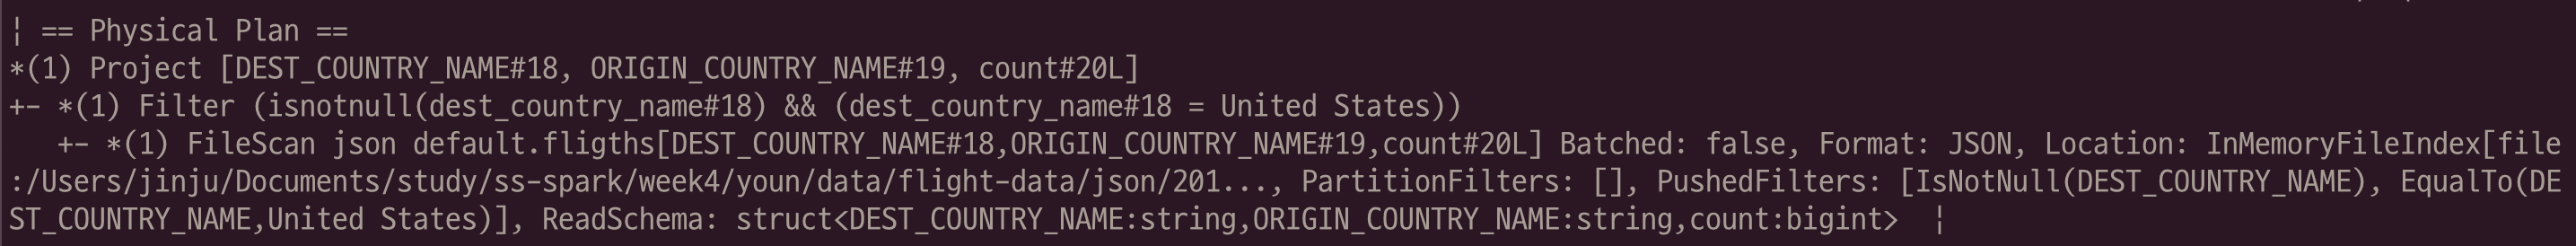 ¦ == Physical Plan ==
*(1) Project [DEST_COUNTRY_NAME#18, ORIGIN_COUNTRY_NAME#19, count#20L]
+- *(1) Filter (isnotnull(dest_country_name#18) && (dest_country_name#18 = United States))
   +- *(1) FileScan json default.fligths[DEST_COUNTRY_NAME#18,ORIGIN_COUNTRY_NAME#19,count#20L] Batched: false, Format: JSON, Location: InMemoryFileIndex[file
:/Users/jinju/Documents/study/ss-spark/week4/youn/data/flight-data/json/201..., PartitionFilters: [], PushedFilters: [IsNotNull(DEST_COUNTRY_NAME), EqualTo(DE
ST_COUNTRY_NAME,United States)], ReadSchema: struct<DEST_COUNTRY_NAME:string,ORIGIN_COUNTRY_NAME:string,count:bigint>  ¦